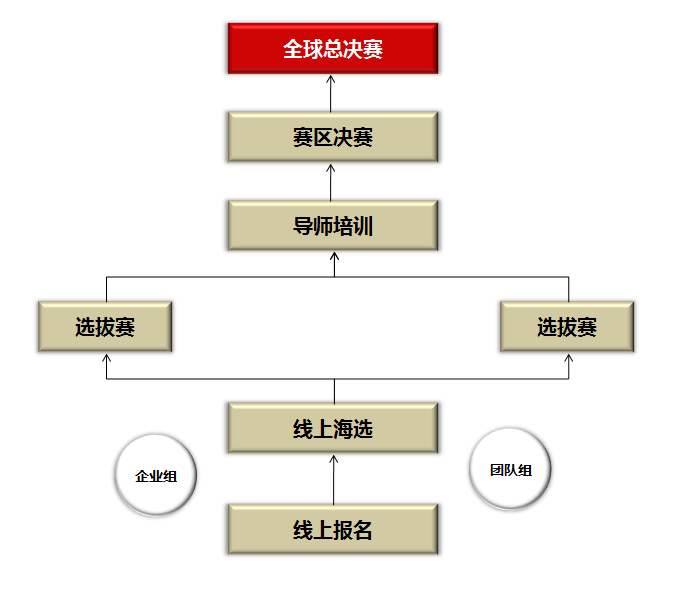 全球总决赛
赛区决赛
导师培训
选拔赛
选拔赛
线上海选
企业组
团队组
线上报名